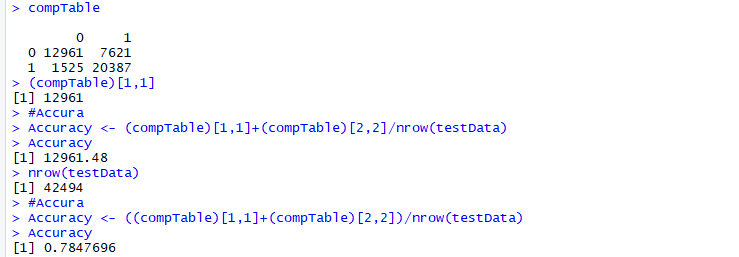 > compTable

        0     1
  0 12961  7621
  1  1525 20387
> (compTable)[1,1]
[1] 12961
> #Accura
> Accuracy <- (compTable)[1,1]+(compTable)[2,2]/nrow(testData)
> Accuracy
[1] 12961.48
> nrow(testData)
[1] 42494
> #Accura
> Accuracy <- ((compTable)[1,1]+(compTable)[2,2])/nrow(testData)
> Accuracy
[1] 0.7847696